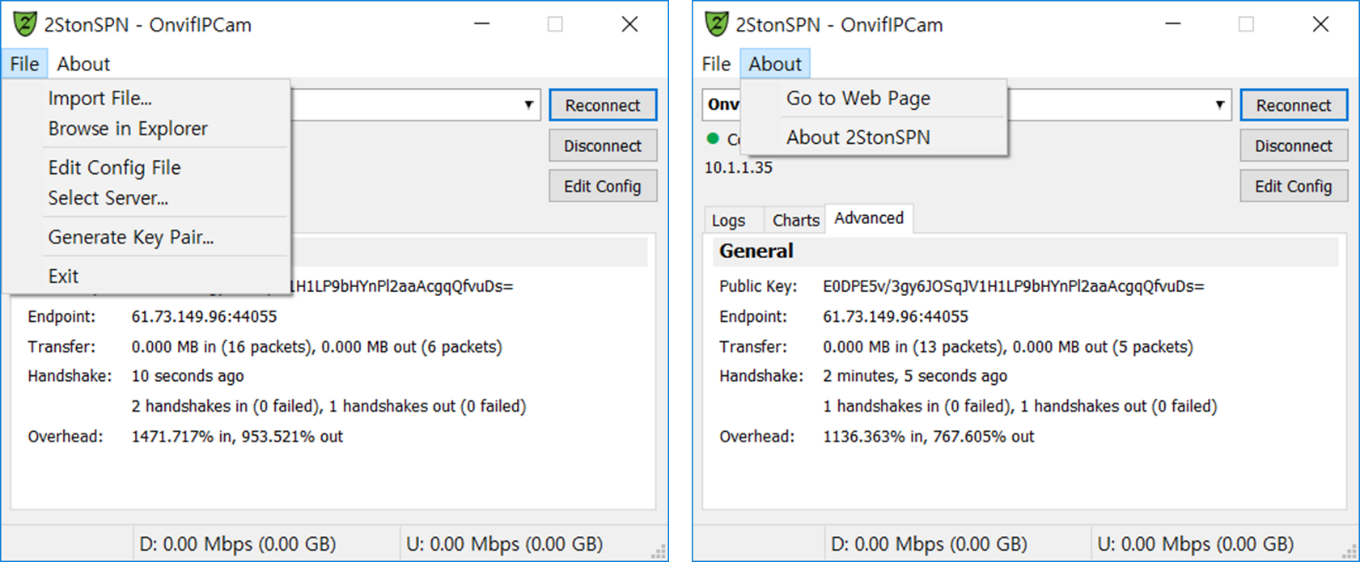 2StonSPN - OnvifIPCam
File About
Import File...
Browse in Explorer
Edit Config File
Select Server...
Generate Key Pair...
Exit
Reconnect
Disconnect
Edit Config
1H1LP9bHYnPl2aaAcgqQfvuDs=
Endpoint: 61.73.149.96:44055
Transfer: 0.000 MB in (16 packets), 0.000 MB out (6 packets)
Handshake: 10 seconds ago
2 handshakes in (0 failed), 1 handshakes out (0 failed)
Overhead: 1471.717% in, 953.521% out
D: 0.00 Mbps (0.00 GB) U: 0.00 Mbps (0.00 GB)
2StonSPN - OnvifIPCam
File About
Go to Web Page
About 2StonSPN
Onv
Reconnect
Co
Disconnect
10.1.1.35
Edit Config
Logs Charts Advanced
General
Public Key: E0DPE5v/3gy6JOSqJV1H1LP9bHYnPl2aaAcgqQfvuDs=
Endpoint: 61.73.149.96:44055
Transfer: 0.000 MB in (13 packets), 0.000 MB out (5 packets)
Handshake: 2 minutes, 5 seconds ago
1 handshakes in (0 failed), 1 handshakes out (0 failed)
Overhead: 1136.363% in, 767.605% out
D: 0.00 Mbps (0.00 GB) U: 0.00 Mbps (0.00 GB)